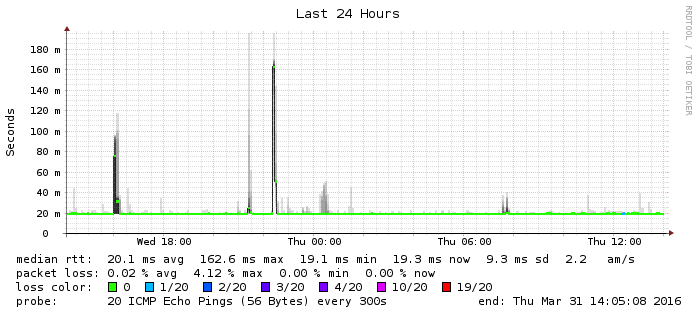 Last 24 Hours
RRDTOOL / TOBI OETIKER
Seconds
180 m
160 m
140 m
120 m
100 m
80 m
60 m
40 m
20 m
0
Wed 18:00 Thu 00:00 Thu 06:00 Thu 12:00
median rtt: 20.1 ms avg 162.6 ms max 19.1 ms min 19.3 ms now 9.3 ms sd 2.2 am/s
packet loss: 0.02 % avg 4.12 % max 0.00 % min 0.00 % now
loss color: 0 1/20 2/20 3/20 4/20 10/20 19/20
probe: 20 ICMP Echo Pings (56 Bytes) every 300s end: Thu Mar 31 14:05:08 2016